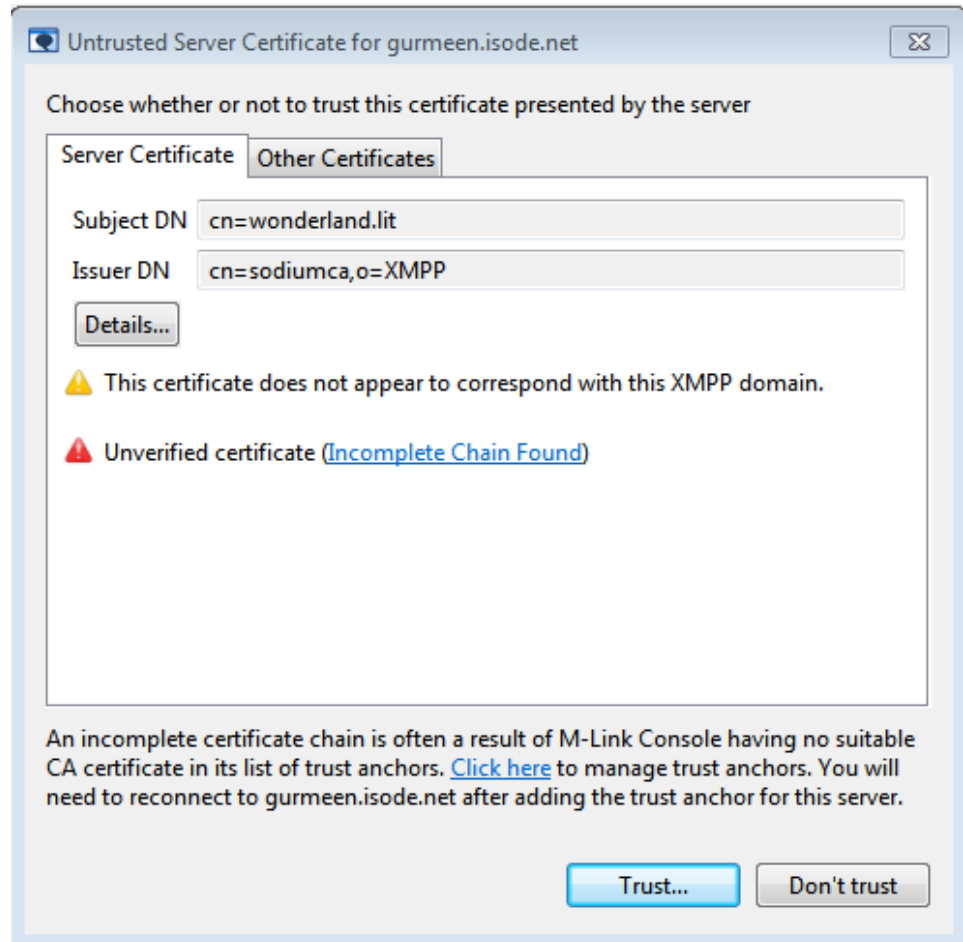 Untrusted Server Certificate for gurmeen.isode.net
Choose whether or not to trust this certificate presented by the server
Server Certificate
Other Certificates
Subject DN cn=wonderland.lit
Issuer DN cn=sodiumca,o=XMPP
Details...
This certificate does not appear to correspond with this XMPP domain.
Unverified certificate (Incomplete Chain Found)
An incomplete certificate chain is often a result of M-Link Console having no suitable
CA certificate in its list of trust anchors. Click here to manage trust anchors. You will
need to reconnect to gurmeen.isode.net after adding the trust anchor for this server.
Trust...
Don't trust